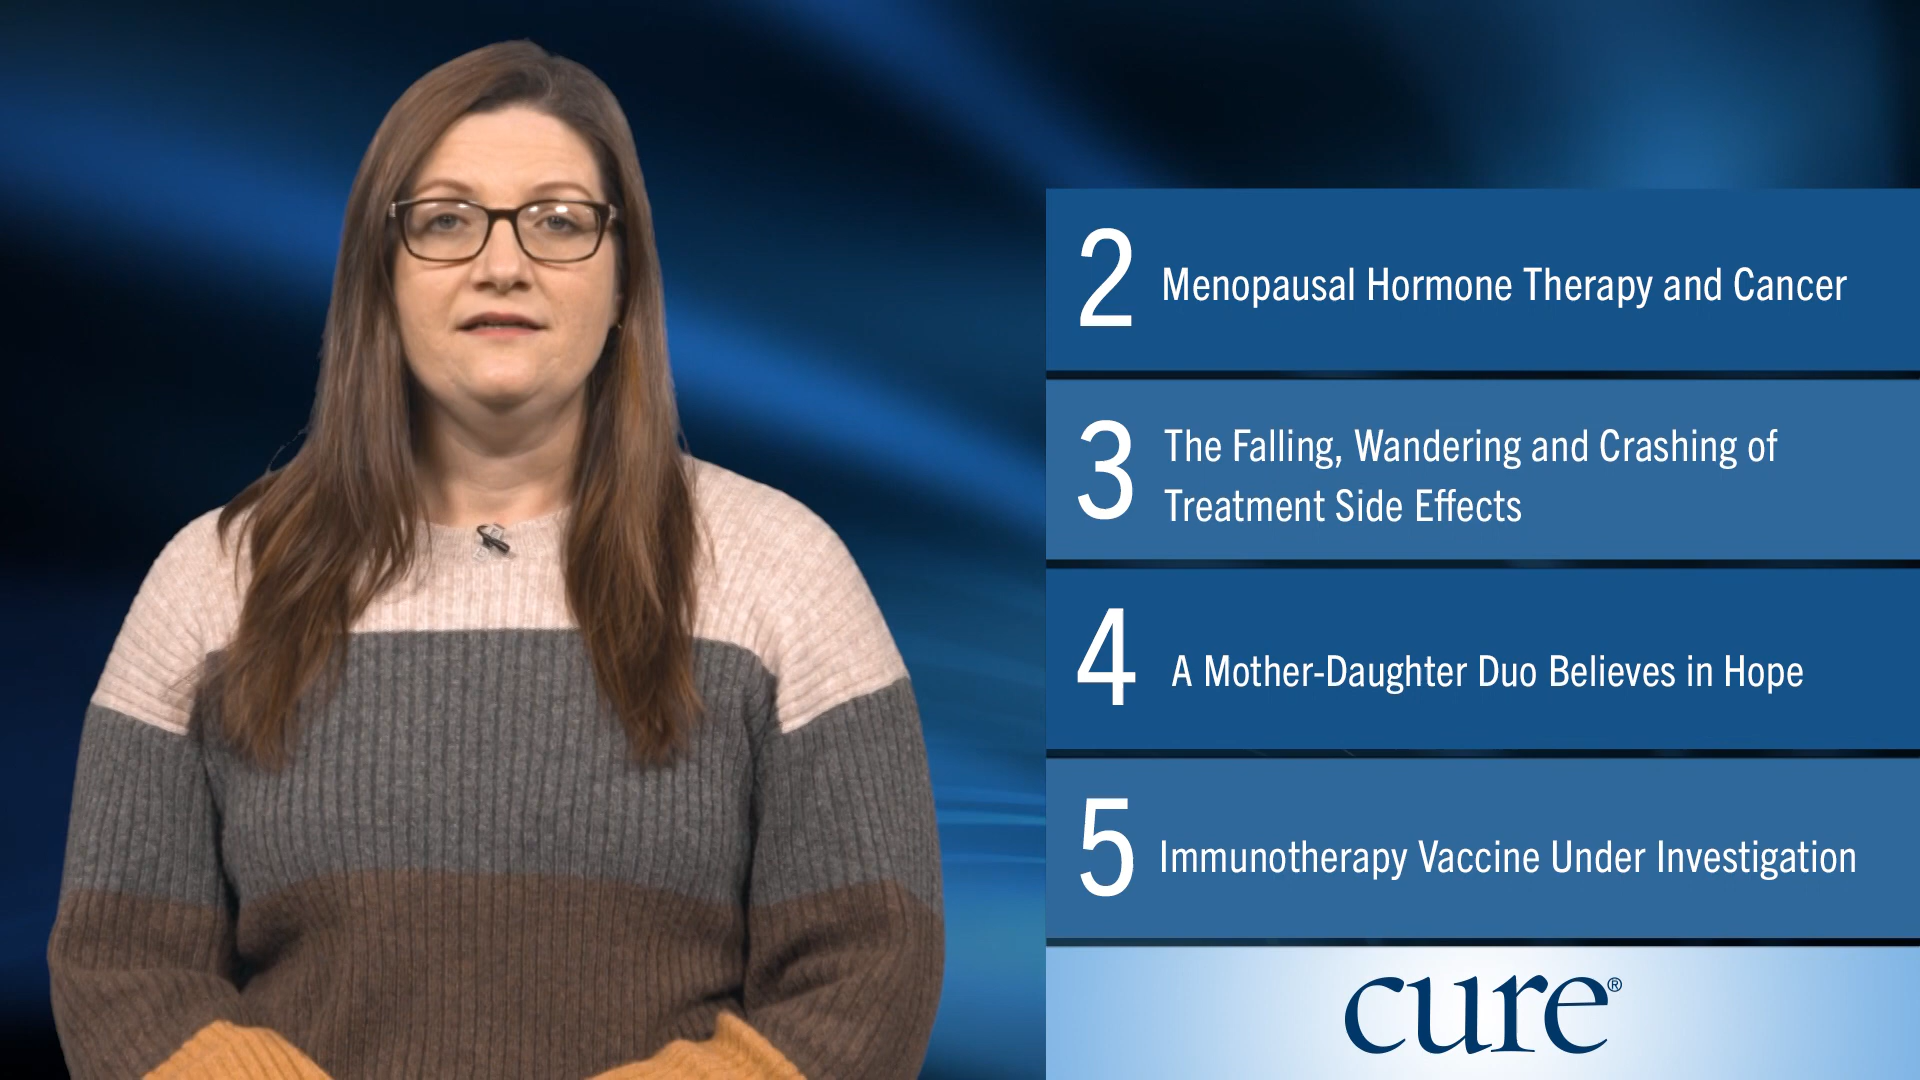 2 Menopausal Hormone Therapy and Cancer
3 The Falling, Wandering and Crashing of
Treatment Side Effects
4 A Mother-Daughter Duo Believes in Hope
5 Immunotherapy Vaccine Under Investigation
cure®